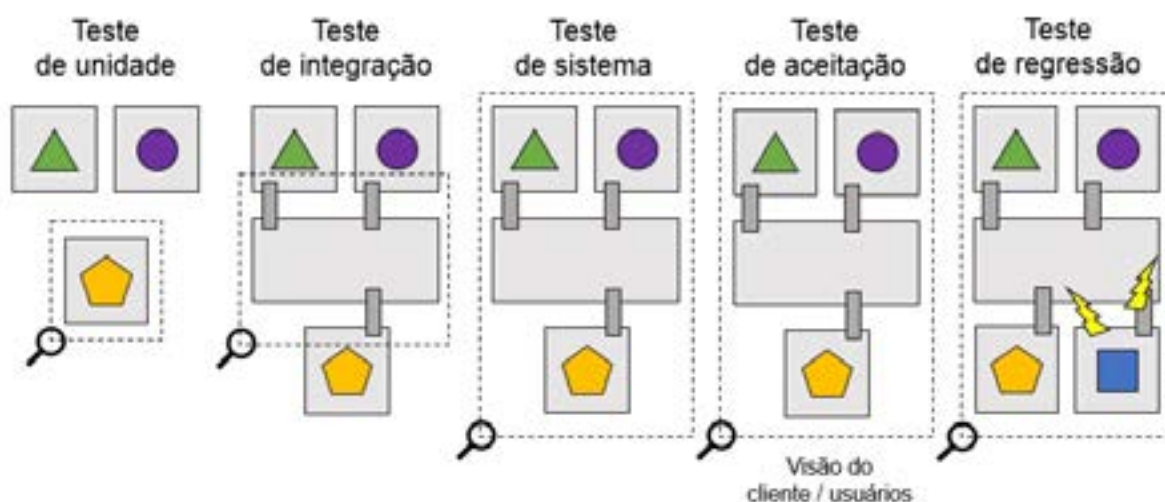 Teste
de unidade
Teste
de integração
Teste
de sistema
Teste
de aceitação
Teste
de regressão
Visão do
cliente / usuários